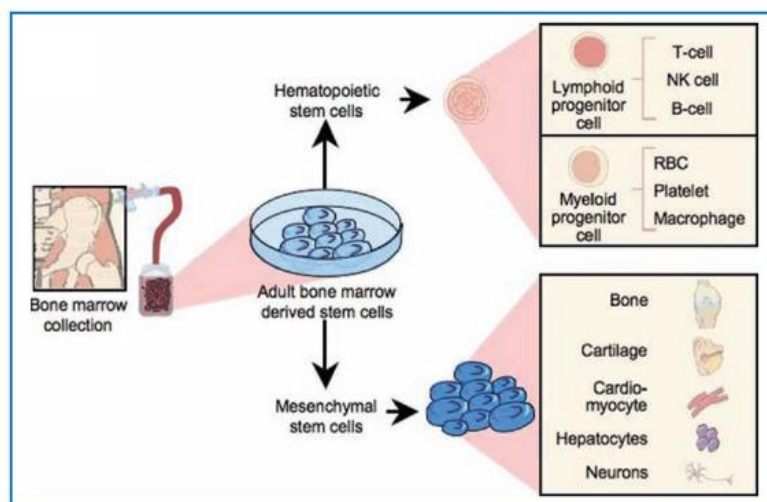 Hematopoietic
stem cells
Lymphoid
progenitor
cell
T-cell
NK cell
B-cell
Myeloid
progenitor
cell
RBC
Platelet
Macrophage
Bone marrow
collection
Adult bone marrow
derived stem cells
Mesenchymal
stem cells
Bone
Cartilage
Cardio-
myocyte
Hepatocytes
Neurons